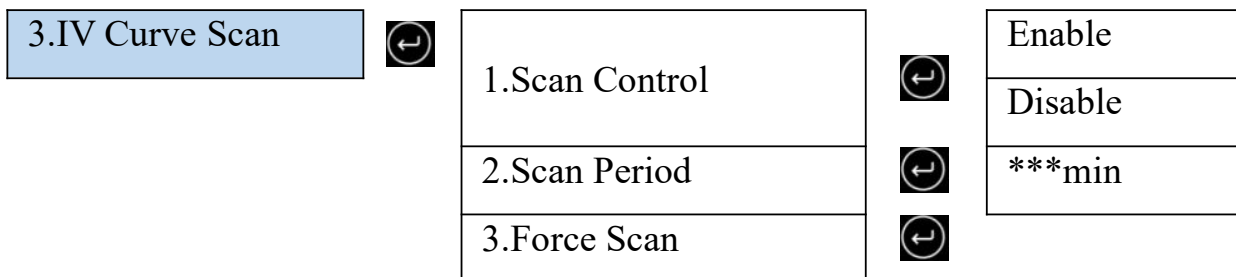 3.IV Curve Scan
1.Scan Control
Enable
Disable
2.Scan Period
***min
3.Force Scan